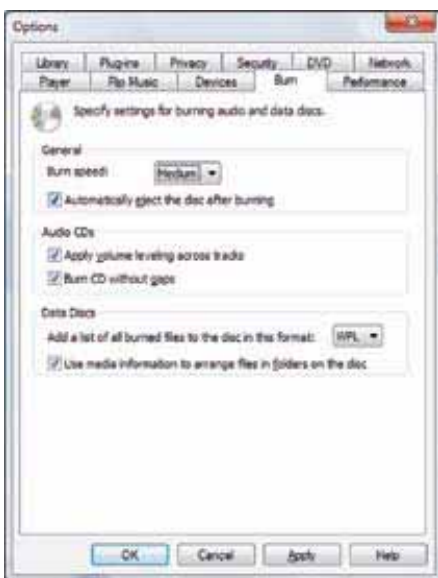 Options
Library Plug-ins Privacy Security DVD Network
Player Rip Music Devices Burn Performance
Specify settings for burning audio and data discs.
General
Burn speed: Medium
Automatically eject the disc after burning
Audio CDs
Apply volume leveling across tracks
Burn CD without gaps
Data Discs
Add a list of all burned files to the disc in this format: WPL
Use media information to arrange files in folders on the disc
OK Cancel Apply Help